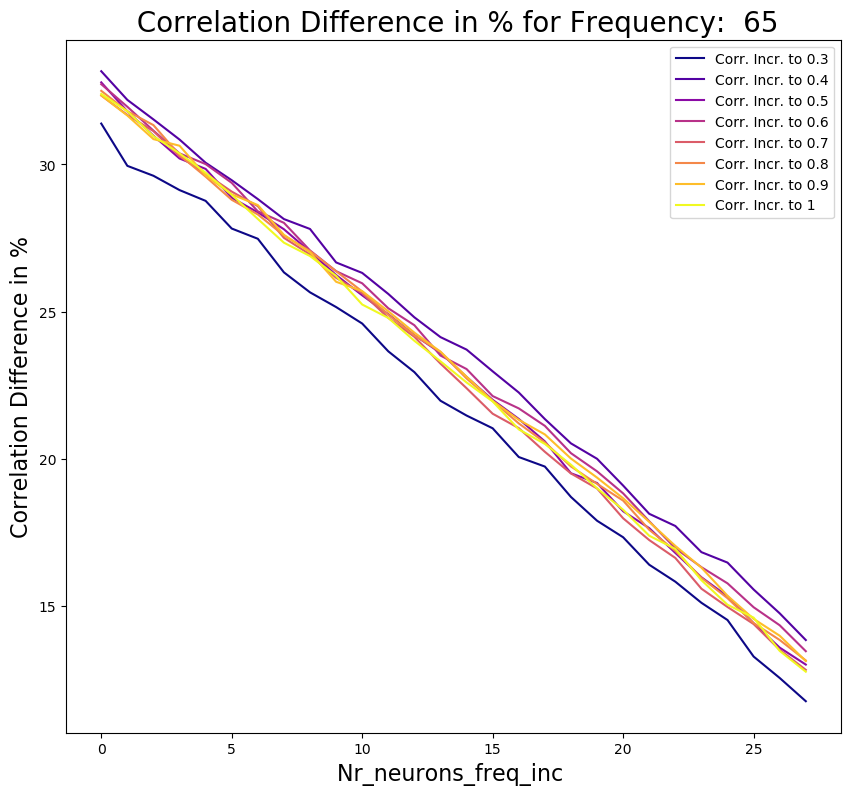 Correlation Difference in % for Frequency:  65
Corr. Incr. to 0.3
Corr. Incr. to 0.4
Corr. Incr. to 0.5
Corr. Incr. to 0.6
Corr. Incr. to 0.7
Corr. Incr. to 0.8
Corr. Incr. to 0.9
Corr. Incr. to 1
Correlation Difference in %
30
25
20
15
0 5 10 15 20 25
Nr_neurons_freq_inc